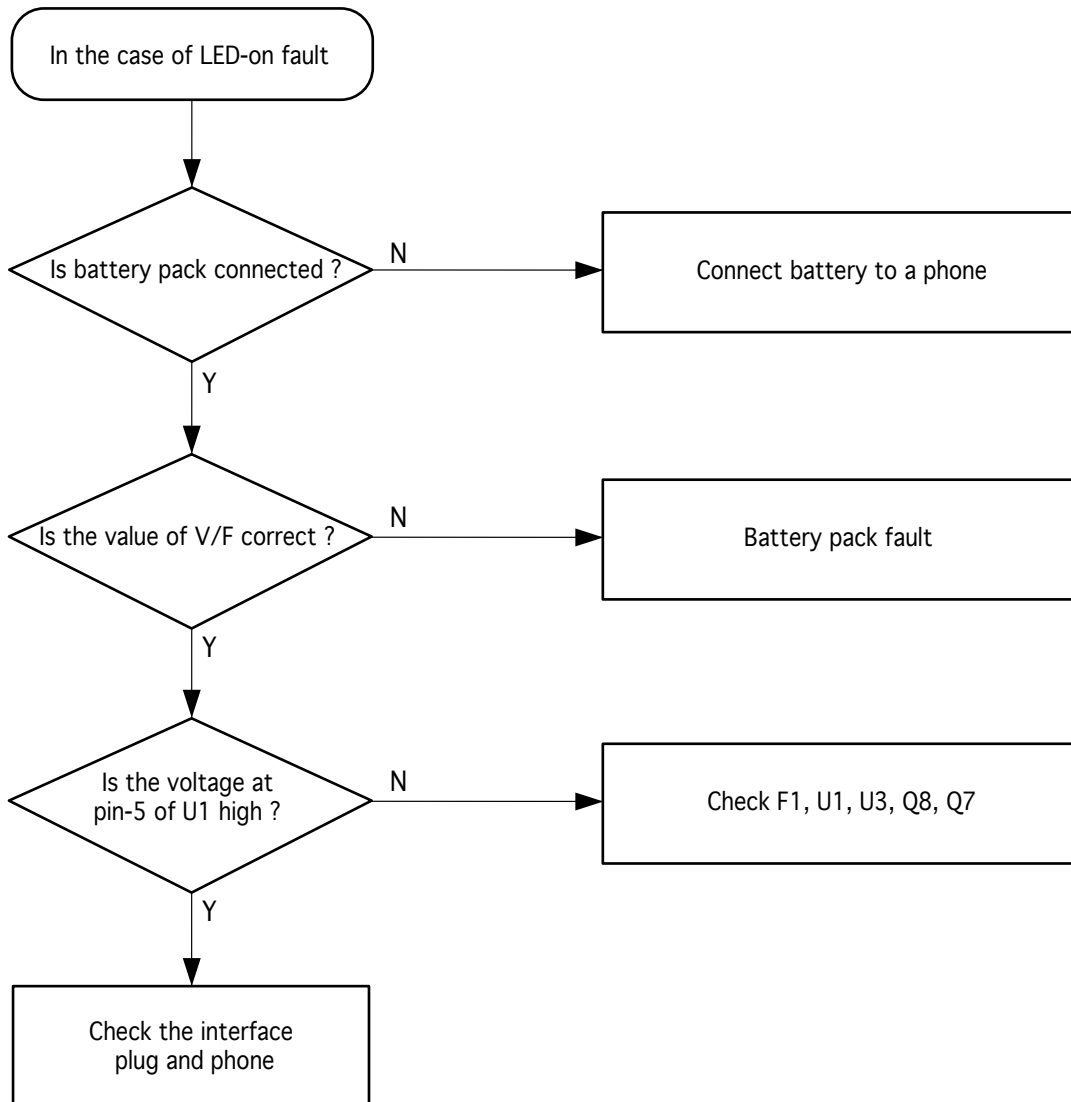 In the case of LED-on fault
Is battery pack connected ?
N
Connect battery to a phone
Y
Is the value of V/F correct ?
N
Battery pack fault
Y
Is the voltage at
pin-5 of U1 high ?
N
Check F1, U1, U3, Q8, Q7
Y
Check the interface
plug and phone